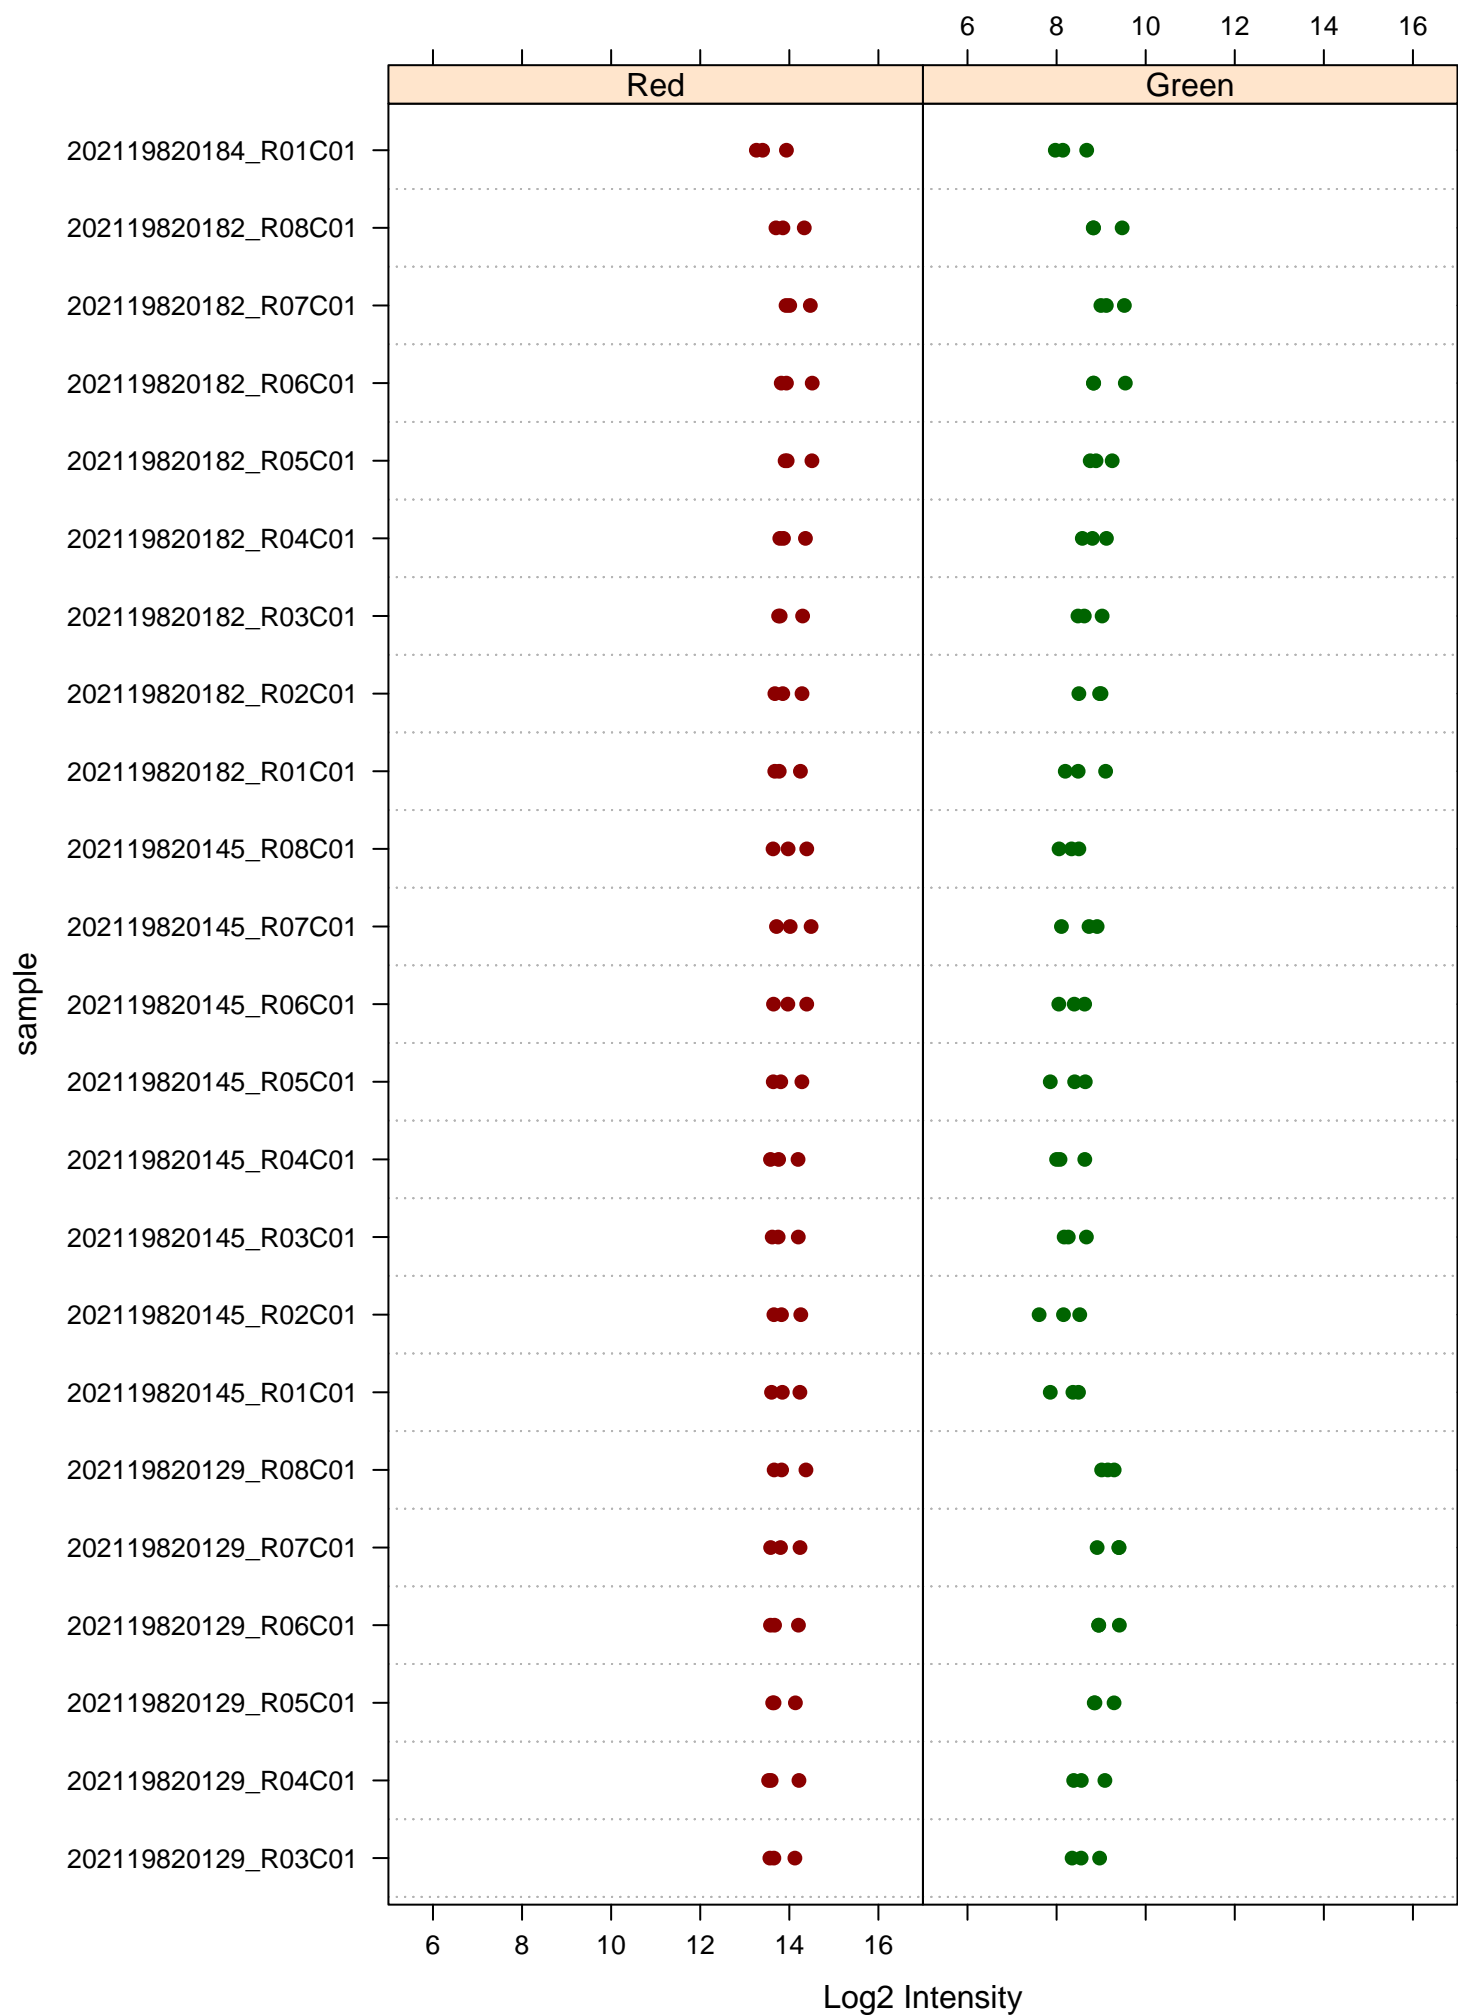 6 8 10 12 14 16
Red Green
202119820184_R01C01
202119820182_R08C01
202119820182_R07C01
202119820182_R06C01
202119820182_R05C01
202119820182_R04C01
202119820182_R03C01
202119820182_R02C01
202119820182_R01C01
202119820145_R08C01
202119820145_R07C01
202119820145_R06C01
202119820145_R05C01
202119820145_R04C01
202119820145_R03C01
202119820145_R02C01
202119820145_R01C01
202119820129_R08C01
202119820129_R07C01
202119820129_R06C01
202119820129_R05C01
202119820129_R04C01
202119820129_R03C01
sample
6 8 10 12 14 16
Log2 Intensity